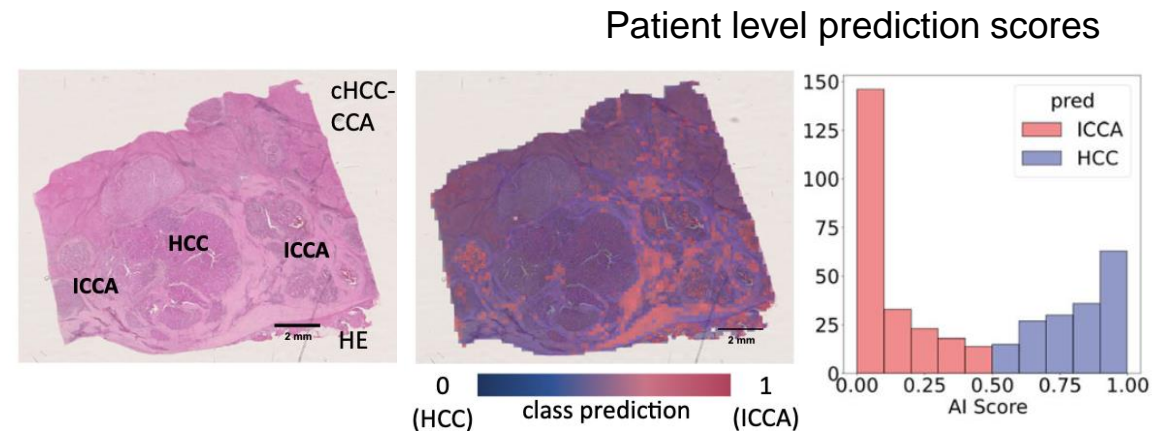 Patient level prediction scores
cHCC-
CCA
HCC
ICCA
ICCA
2 mm
HE
2 mm
0
1
(HCC)
class prediction
(ICCA)
150
125
100
75
50
25
0
0.00
0.25
0.50
0.75
1.00
AI Score
pred
ICCA
HCC